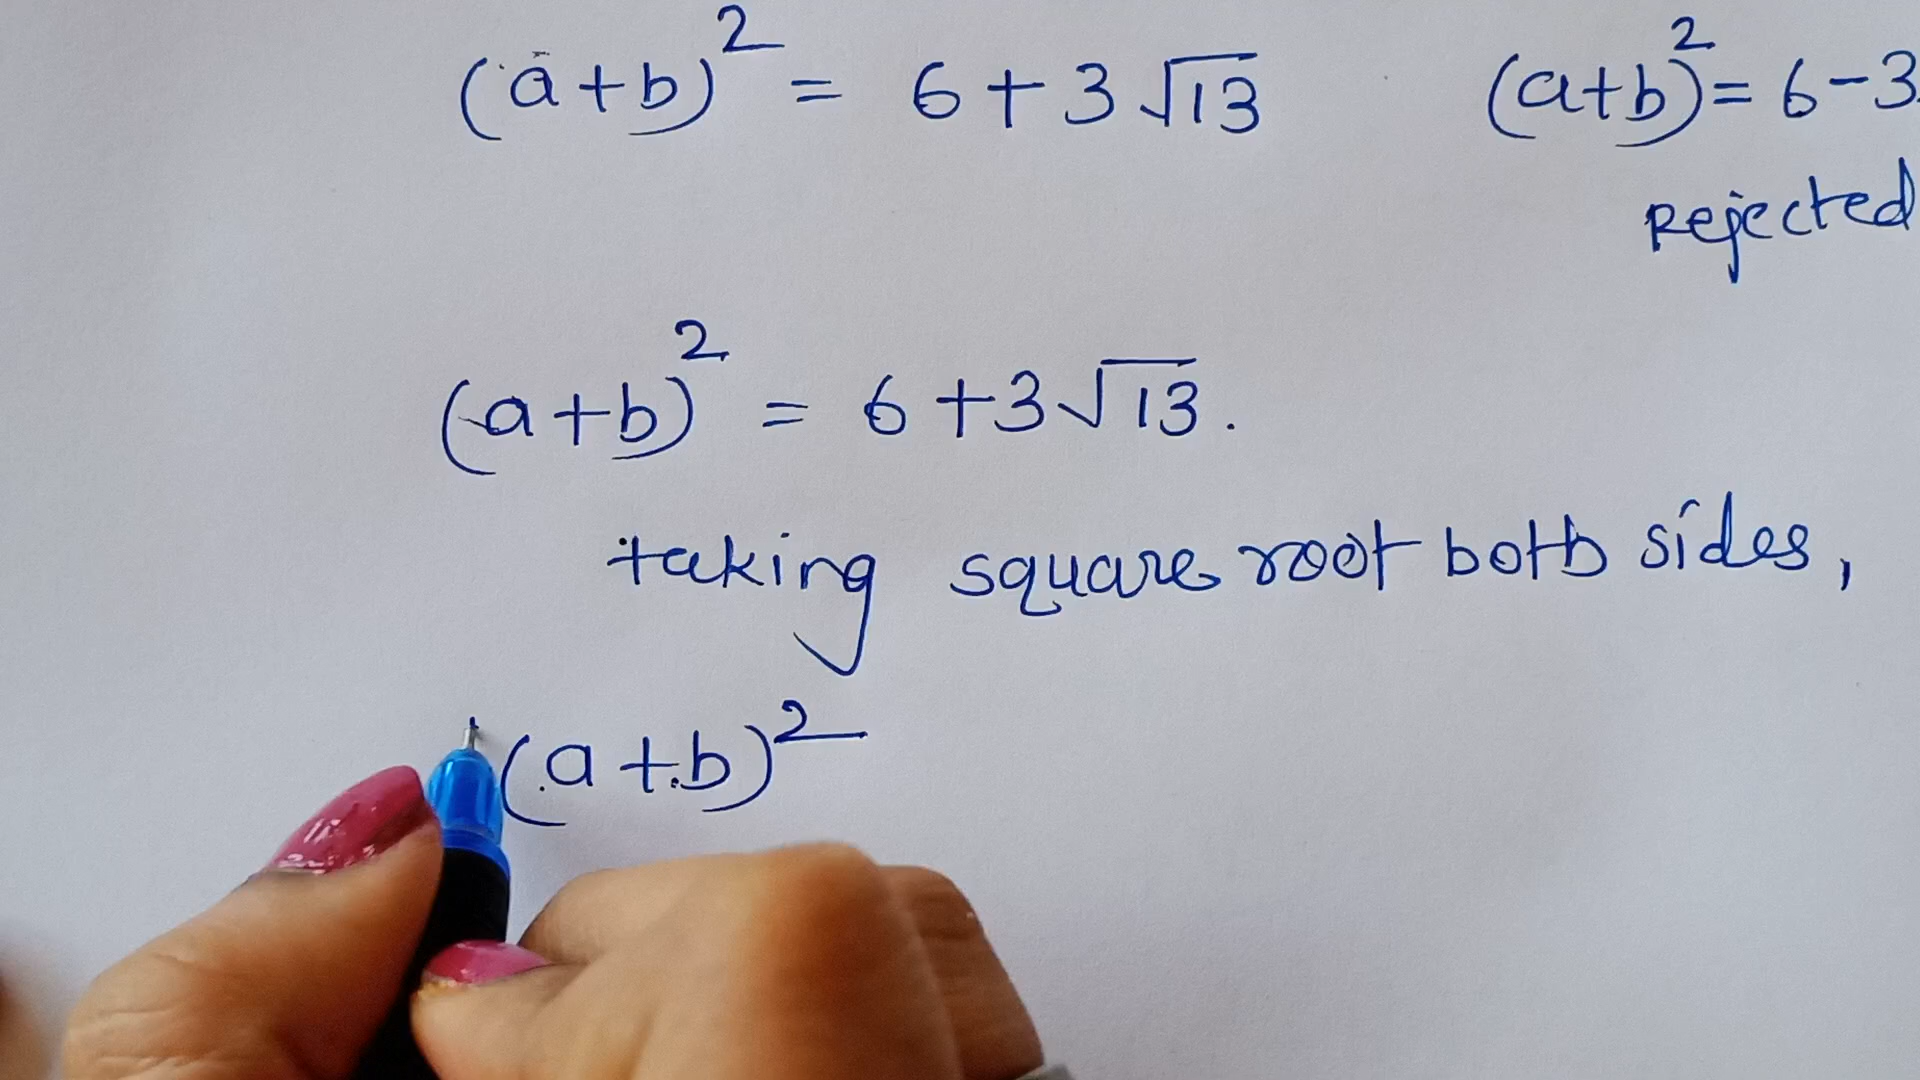 (a+b)² = 6+3√13 (a+b)² = 6-3
Rejected
(a+b)² = 6+3√13.
taking square root both sides,
(a+b)²